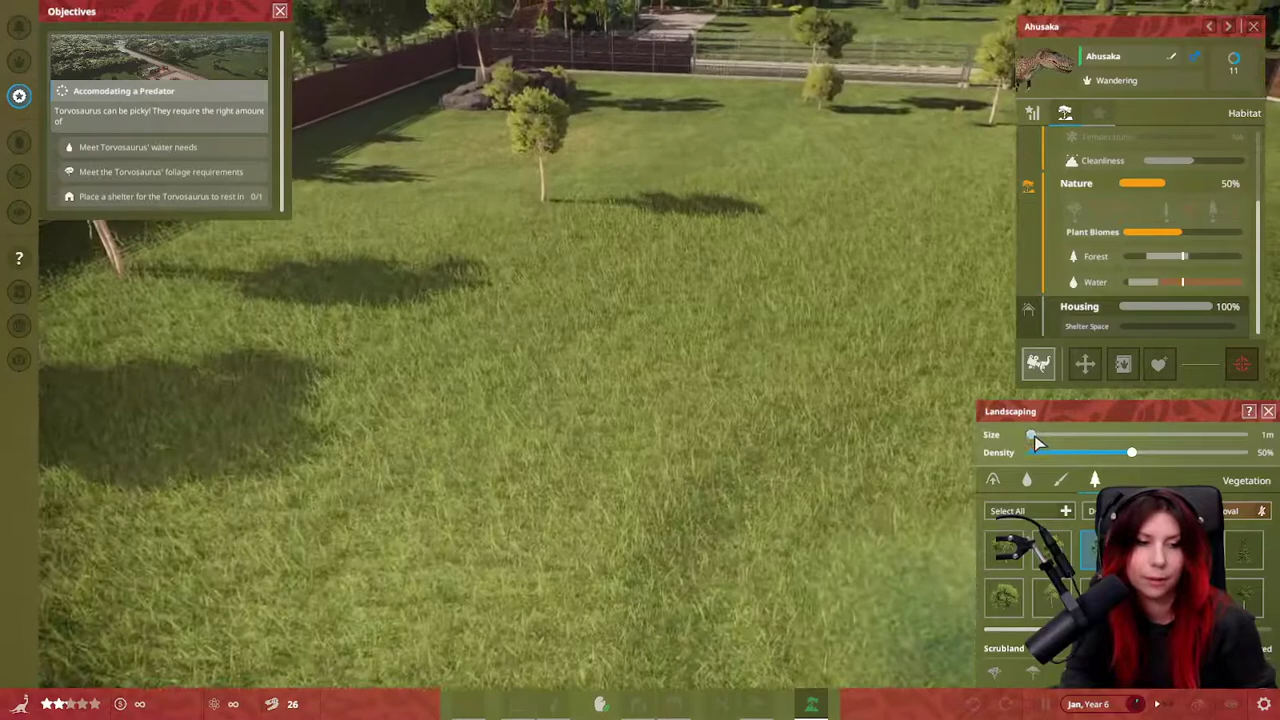 Objectives
Accomodating a Predator
Torvosaurus can be picky! They require the right amount
of
Meet Torvosaurus' water needs
Meet the Torvosaurus' foliage requirements
Place a shelter for the Torvosaurus to rest in 0/1
?
Ahusaka
Ahusaka
Wandering
11
Habitat
Temperature
Cleanliness
Nature 50%
Plant Biomes
Forest
Water
Housing 100%
Shelter Space
Landscaping ?
Size 1m
Density 50%
Vegetation
Select All
Scrubland
∞ ∞ 26
Jan, Year 6